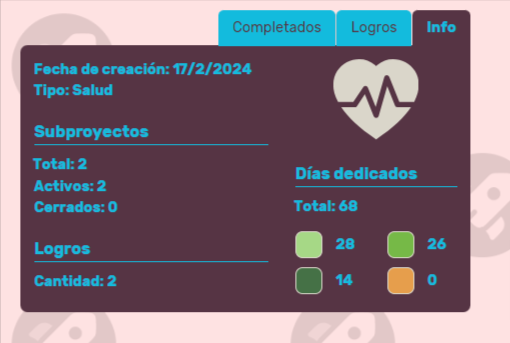 Completados Logros Info
Fecha de creación: 17/2/2024
Tipo: Salud
Subproyectos
Total: 2
Activos: 2
Cerrados: 0
Logros
Cantidad: 2
Días dedicados
Total: 68
28 26
14 0